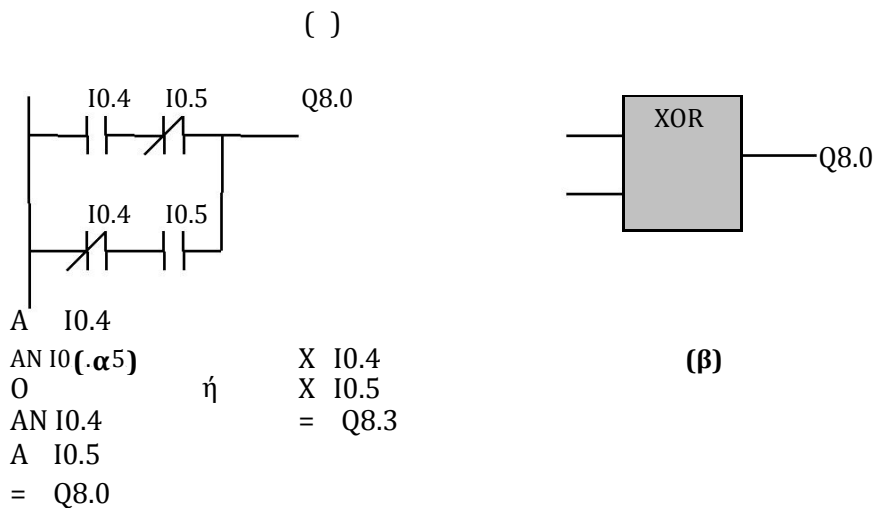 ( )
I0.4 I0.5 Q8.0
I0.4 I0.5
XOR
Q8.0
A I0.4
AN I0(.α5)
O
AN I0.4
A I0.5
= Q8.0
ή
X I0.4
X I0.5
= Q8.3
(β)